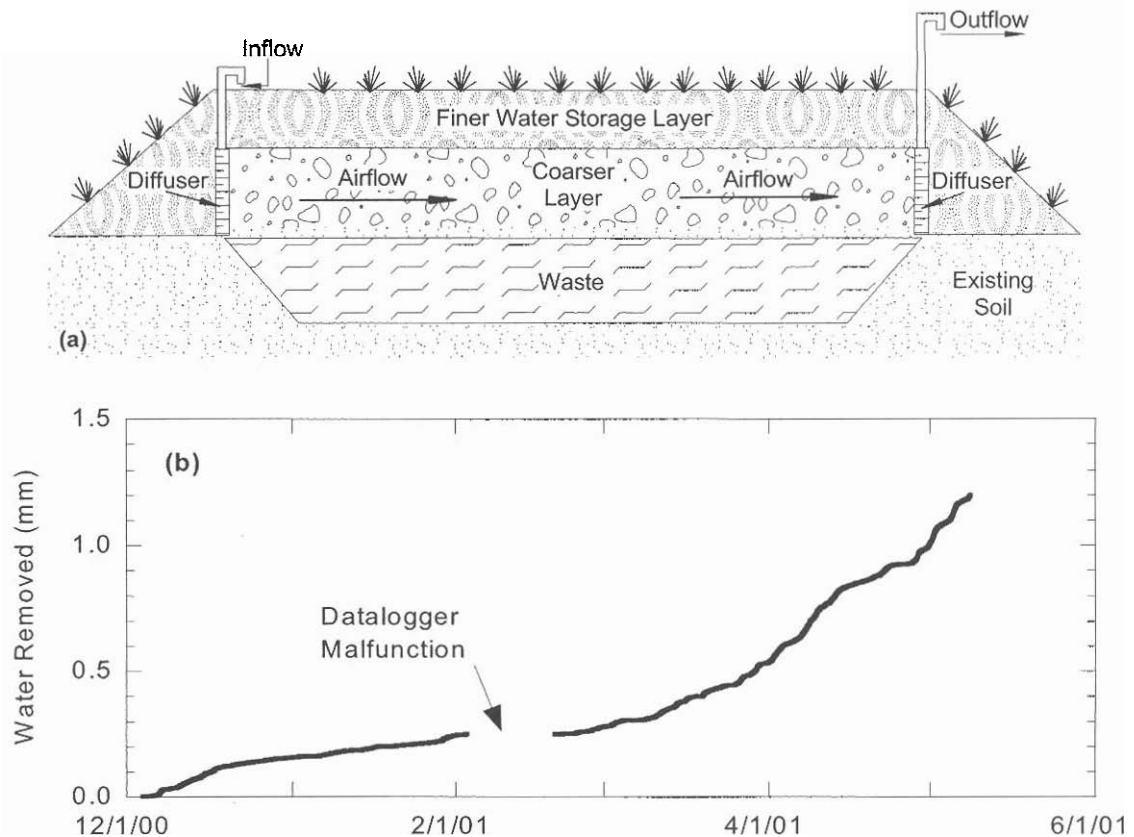 Inflow
Outflow
Finer Water Storage Layer
Diffuser
Airflow
Coarser
Layer
Airflow
Diffuser
Waste
Existing
Soil
(a)
1.5
(b)
1.0
Datalogger
Malfunction
0.5
0.0
Water Removed (mm)
12/1/00
2/1/01
4/1/01
6/1/01